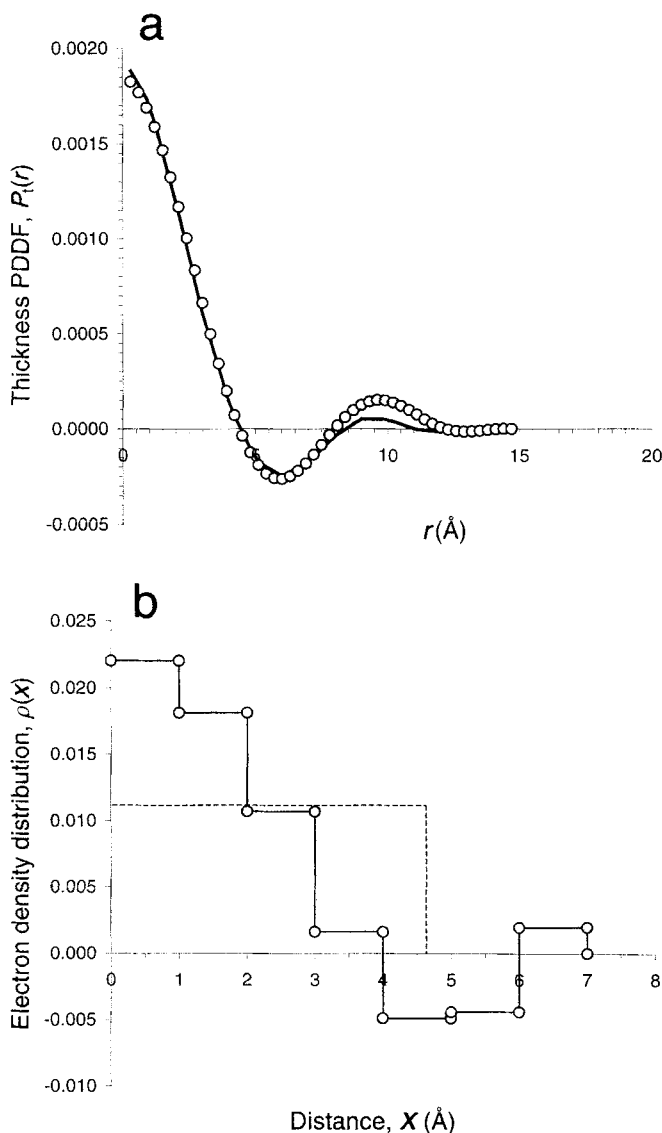 a
0.0020
0.0015
0.0010
0.0005
0.0000
-0.0005
Thickness PDDF, Pt(r)
0 5 10 15 20
r(Å)
b
0.025
0.020
0.015
0.010
0.005
0.000
-0.005
-0.010
Electron density distribution, ρ(x)
0 1 2 3 4 5 6 7 8
Distance, X (Å)